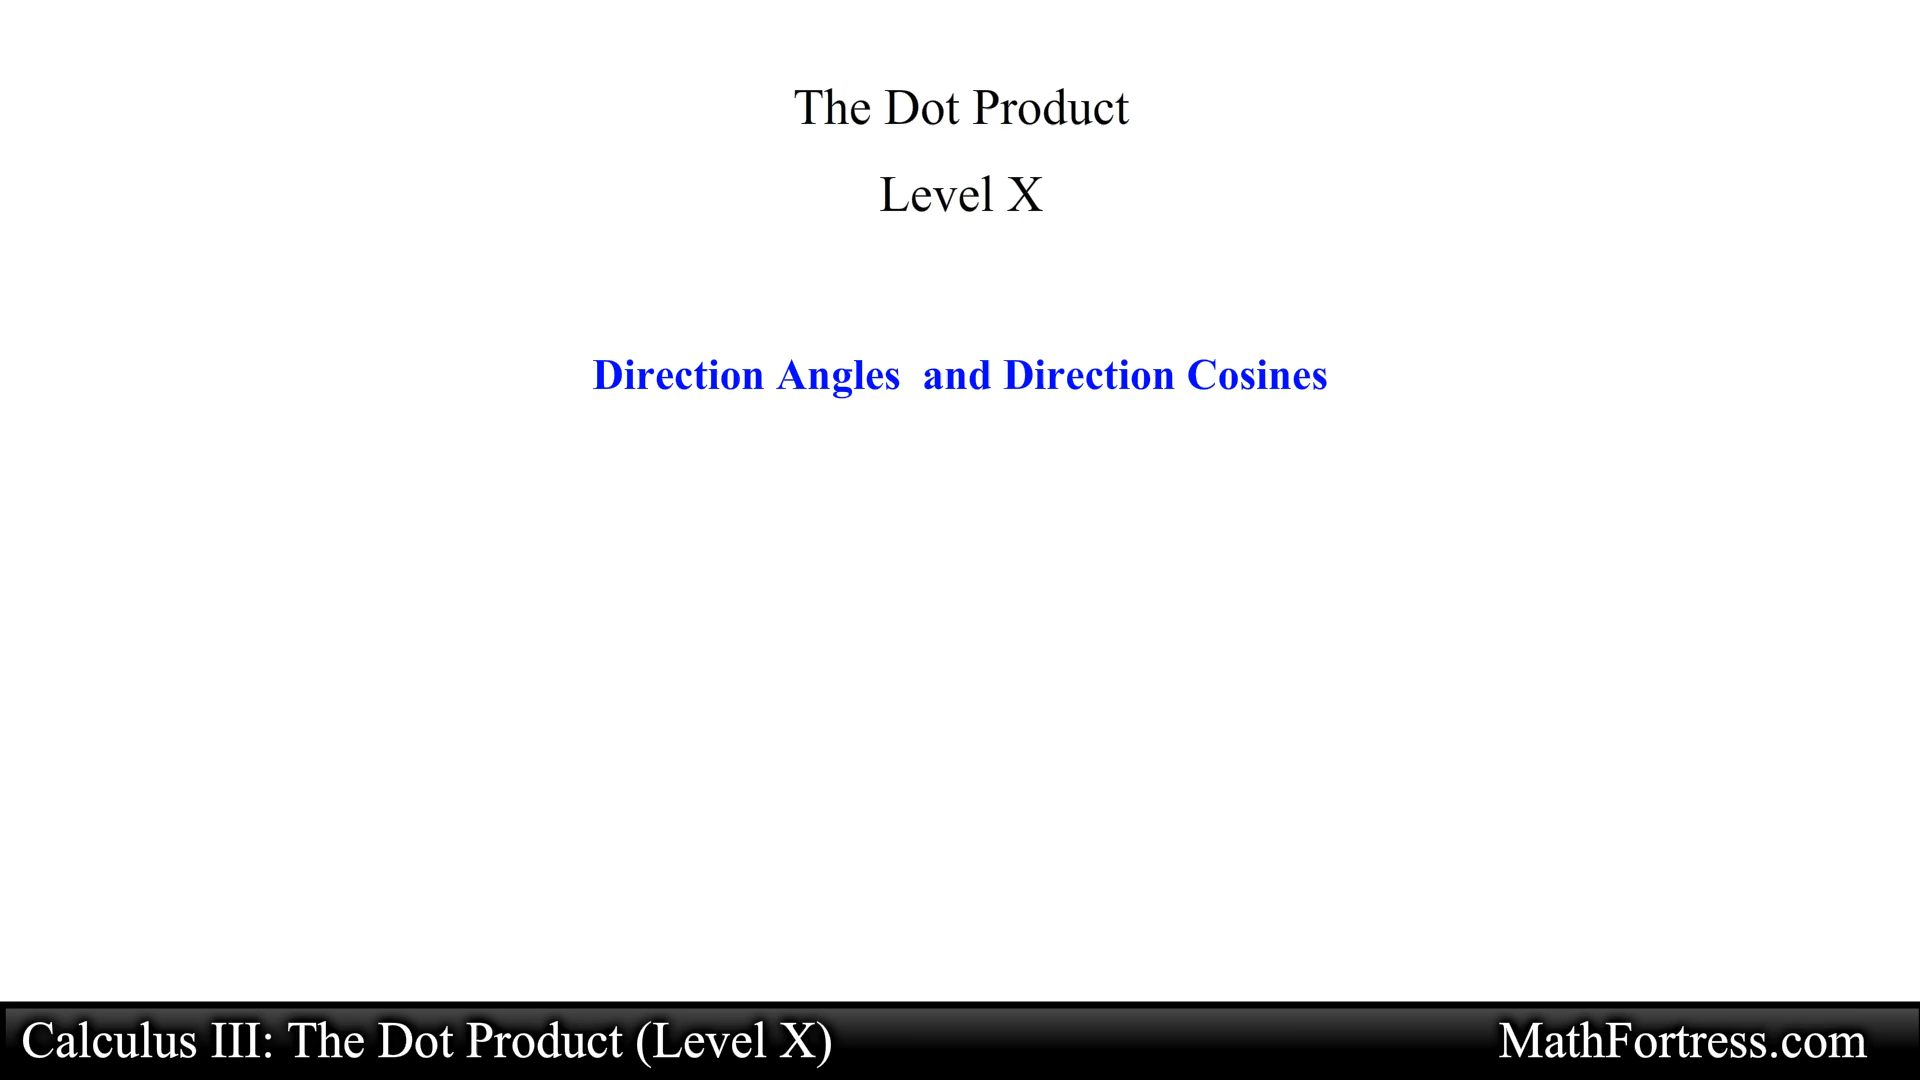 The Dot Product
Level X
Direction Angles  and Direction Cosines
Calculus III: The Dot Product (Level X)
MathFortress.com